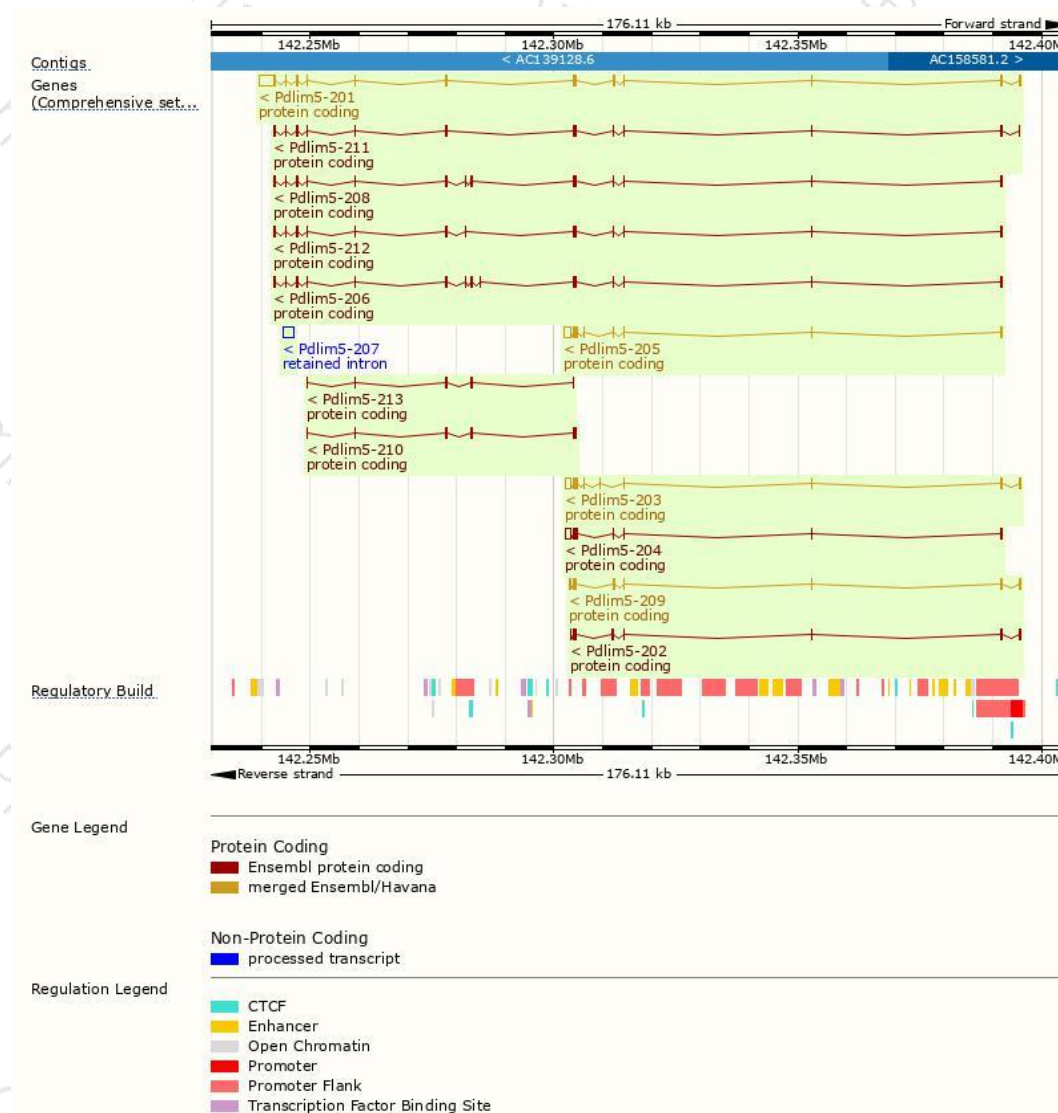 176.11 kb Forward strand
142.25Mb 142.30Mb 142.35Mb 142.40M
Contigs < AC139128.6 AC158581.2 >
Genes
(Comprehensive set...
< Pdlim5-201
protein coding
< Pdlim5-211
protein coding
< Pdlim5-208
protein coding
< Pdlim5-212
protein coding
< Pdlim5-206
protein coding
< Pdlim5-207 < Pdlim5-205
retained intron protein coding
< Pdlim5-213
protein coding
< Pdlim5-210
protein coding
< Pdlim5-203
protein coding
< Pdlim5-204
protein coding
< Pdlim5-209
protein coding
< Pdlim5-202
protein coding
Regulatory Build
142.25Mb 142.30Mb 142.35Mb 142.40M
Reverse strand 176.11 kb
Gene Legend
Protein Coding
Ensembl protein coding
merged Ensembl/Havana
Non-Protein Coding
processed transcript
Regulation Legend
CTCF
Enhancer
Open Chromatin
Promoter
Promoter Flank
Transcription Factor Binding Site